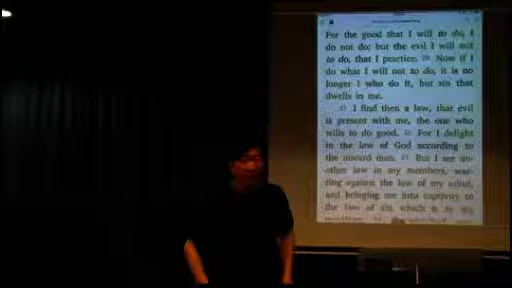 For the good that I will to do, I
do not do; but the evil I will not
to do, that I practice. 20 Now if I
do what I will not to do, it is no
longer I who do it, but sin that
dwells in me.
21 I find then a law, that evil
is present with me, the one who
wills to do good. 22 For I delight
in the law of God according to
the inward man. 23 But I see an-
other law in my members, war-
ring against the law of my mind,
and bringing me into captivity to
the law of sin which is in my